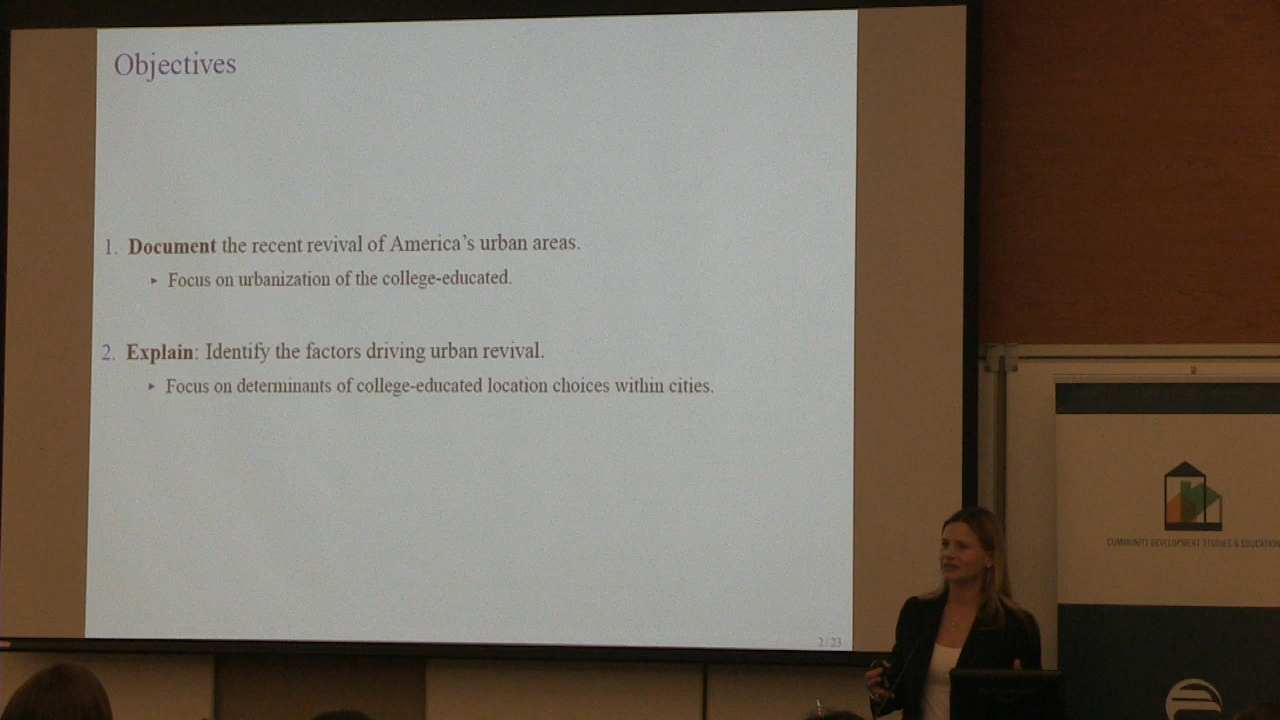 Objectives
1. Document the recent revival of America's urban areas.
▸ Focus on urbanization of the college-educated.
2. Explain: Identify the factors driving urban revival.
▸ Focus on determinants of college-educated location choices within cities.
2/23
COMMUNITY DEVELOPMENT STUDIES & EDUCATION